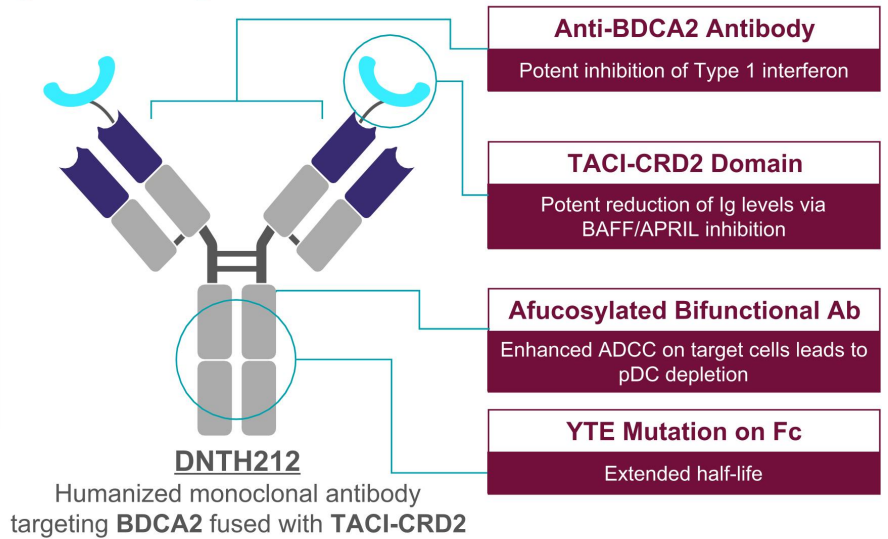 Anti-BDCA2 Antibody
Potent inhibition of Type 1 interferon
TACI-CRD2 Domain
Potent reduction of Ig levels via
BAFF/APRIL inhibition
Afucosylated Bifunctional Ab
Enhanced ADCC on target cells leads to
pDC depletion
YTE Mutation on Fc
Extended half-life
DNTH212
Humanized monoclonal antibody
targeting BDCA2 fused with TACI-CRD2